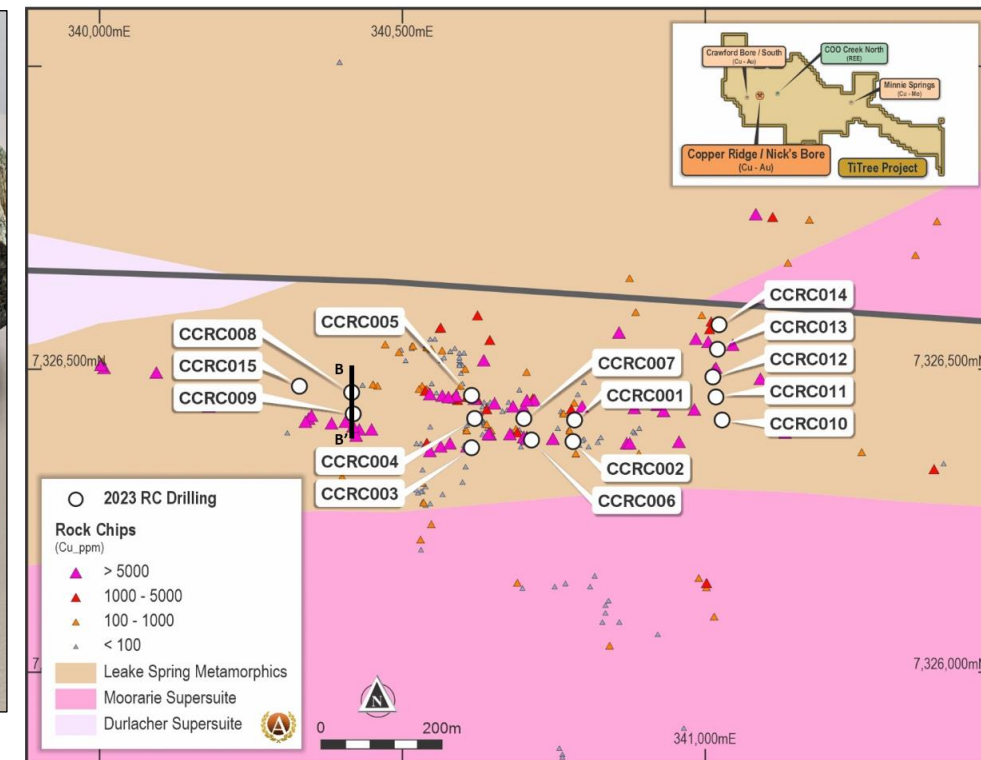 340,000mE
340,500mE
Crawford Bore / South
(Cu - Au)
COO Creek North
(REE)
Minnie Springs
(Cu - Mo)
Copper Ridge / Nick's Bore
(Cu - Au)
TiTree Project
CCRC014
CCRC005
CCRC008
CCRC013
7,326,500mN
CCRC015
B
CCRC007
CCRC012
7,326,500mN
CCRC009
CCRC001
CCRC011
B'
CCRC010
CCRC004
CCRC002
CCRC003
CCRC006
2023 RC Drilling
Rock Chips
(Cu_ppm)
> 5000
1000 - 5000
100 - 1000
< 100
Leake Spring Metamorphics
7,326,000mN
Moorarie Supersuite
Durlacher Supersuite
A
N
0
200m
341,000mE